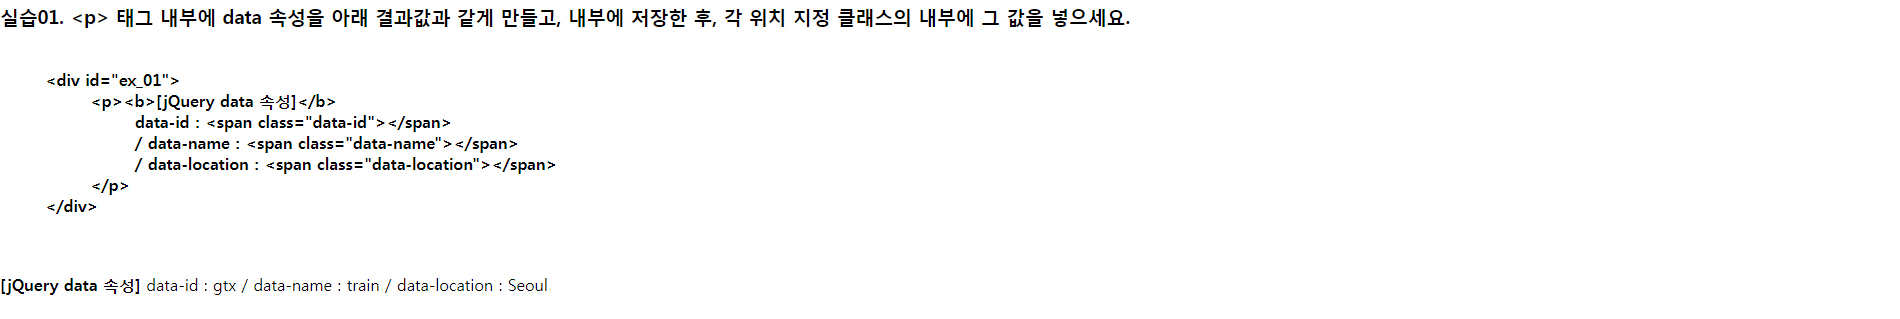 실습01. <p> 태그 내부에 data 속성을 아래 결과값과 같게 만들고, 내부에 저장한 후, 각 위치 지정 클래스의 내부에 그 값을 넣으세요.
<div id="ex_01">
<p><b>[jQuery data 속성]</b>
data-id : <span class="data-id"></span>
/ data-name : <span class="data-name"></span>
/ data-location : <span class="data-location"></span>
</p>
</div>
[jQuery data 속성] data-id : gtx / data-name : train / data-location : Seoul